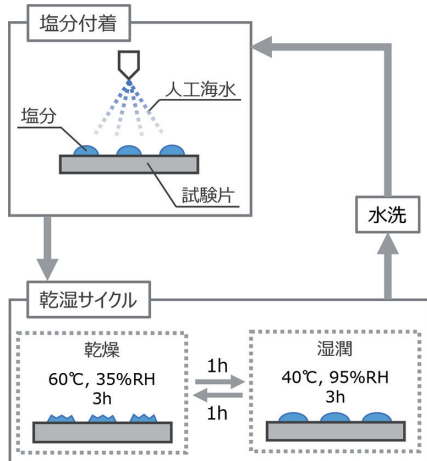 塩分付着
人工海水
塩分
試験片
水洗
乾湿サイクル
乾燥
60℃, 35%RH
3h
1h
1h
湿潤
40℃, 95%RH
3h